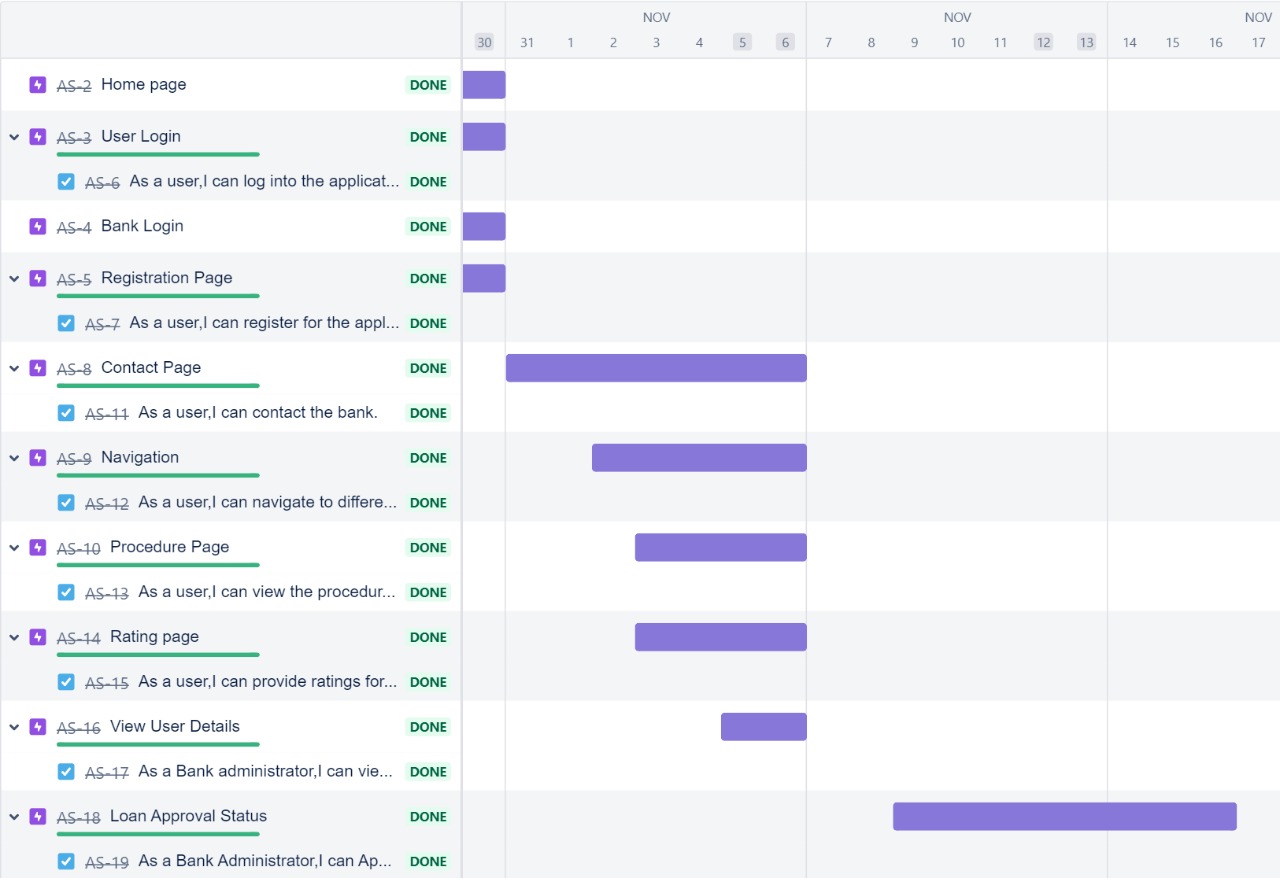 NOV NOV NOV
30 31 1 2 3 4 5 6 7 8 9 10 11 12 13 14 15 16 17
AS-2 Home page DONE
AS-3 User Login DONE
AS-6 As a user,I can log into the applicat... DONE
AS-4 Bank Login DONE
AS-5 Registration Page DONE
AS-7 As a user,I can register for the appl... DONE
AS-8 Contact Page DONE
AS-11 As a user,I can contact the bank. DONE
AS-9 Navigation DONE
AS-12 As a user,I can navigate to differe... DONE
AS-10 Procedure Page DONE
AS-13 As a user,I can view the procedur... DONE
AS-14 Rating page DONE
AS-15 As a user,I can provide ratings for... DONE
AS-16 View User Details DONE
AS-17 As a Bank administrator,I can vie... DONE
AS-18 Loan Approval Status DONE
AS-19 As a Bank Administrator,I can Ap... DONE